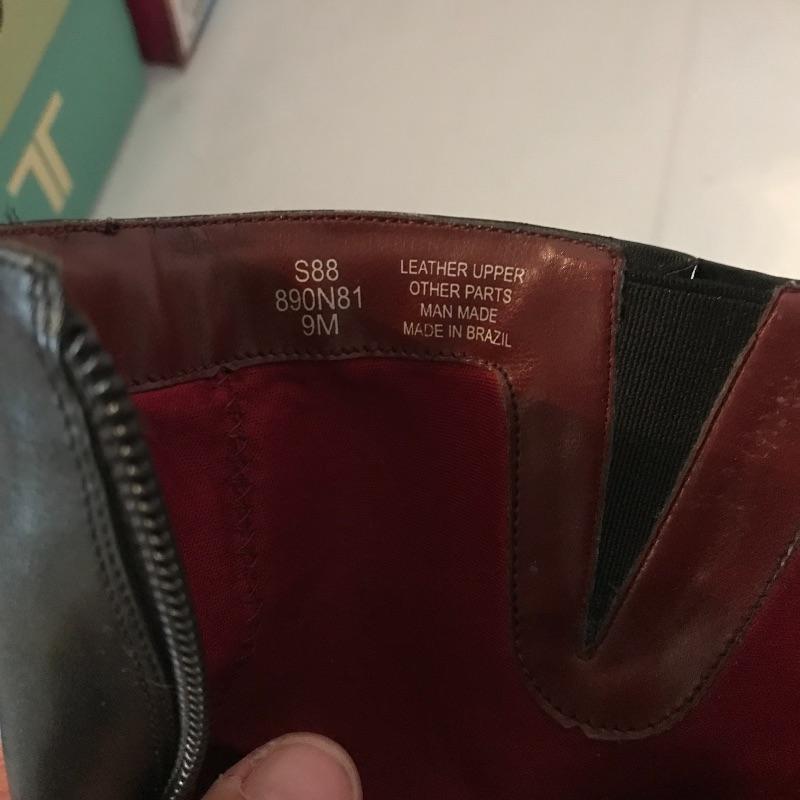 S88
890N81
9M
LEATHER UPPER
OTHER PARTS
MAN MADE
MADE IN BRAZIL